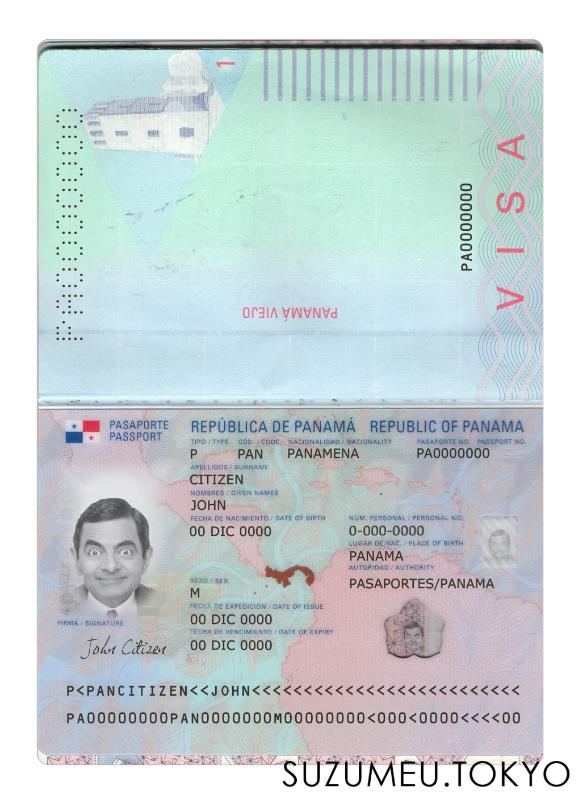 1
PA0000000
VISA
PA0000000
PANAMÁ VIEJO
PASAPORTE
PASSPORT
REPÚBLICA DE PANAMÁ REPUBLIC OF PANAMA
TIPO / TYPE COD. / CODE. NACIONALIDAD / NATIONALITY PASAPORTE NO. / PASSPORT NO.
P PAN PANAMENA PA0000000
APELLIDOS / SURNAME
CITIZEN
NOMBRES / GIVEN NAMES
JOHN
FECHA DE NACIMIENTO / DATE OF BIRTH NUM. PERSONAL / PERSONAL NO.
00 DIC 0000 0-000-0000
LUGAR DE NAC. / PLACE OF BIRTH
PANAMA
AUTORIDAD / AUTHORITY
SEXO / SEX PASAPORTES/PANAMA
M
FECHA DE EXPEDICIÓN / DATE OF ISSUE
00 DIC 0000
FIRMA / SIGNATURE FECHA DE VENCIMIENTO / DATE OF EXPIRY
John Citizen 00 DIC 0000
P<PANCITIZEN<<JOHN<<<<<<<<<<<<<<<<<<<<<<<<<<
PA00000000PAN0000000M00000000<000<0000<<<<00
SUZUMEU.TOKYO